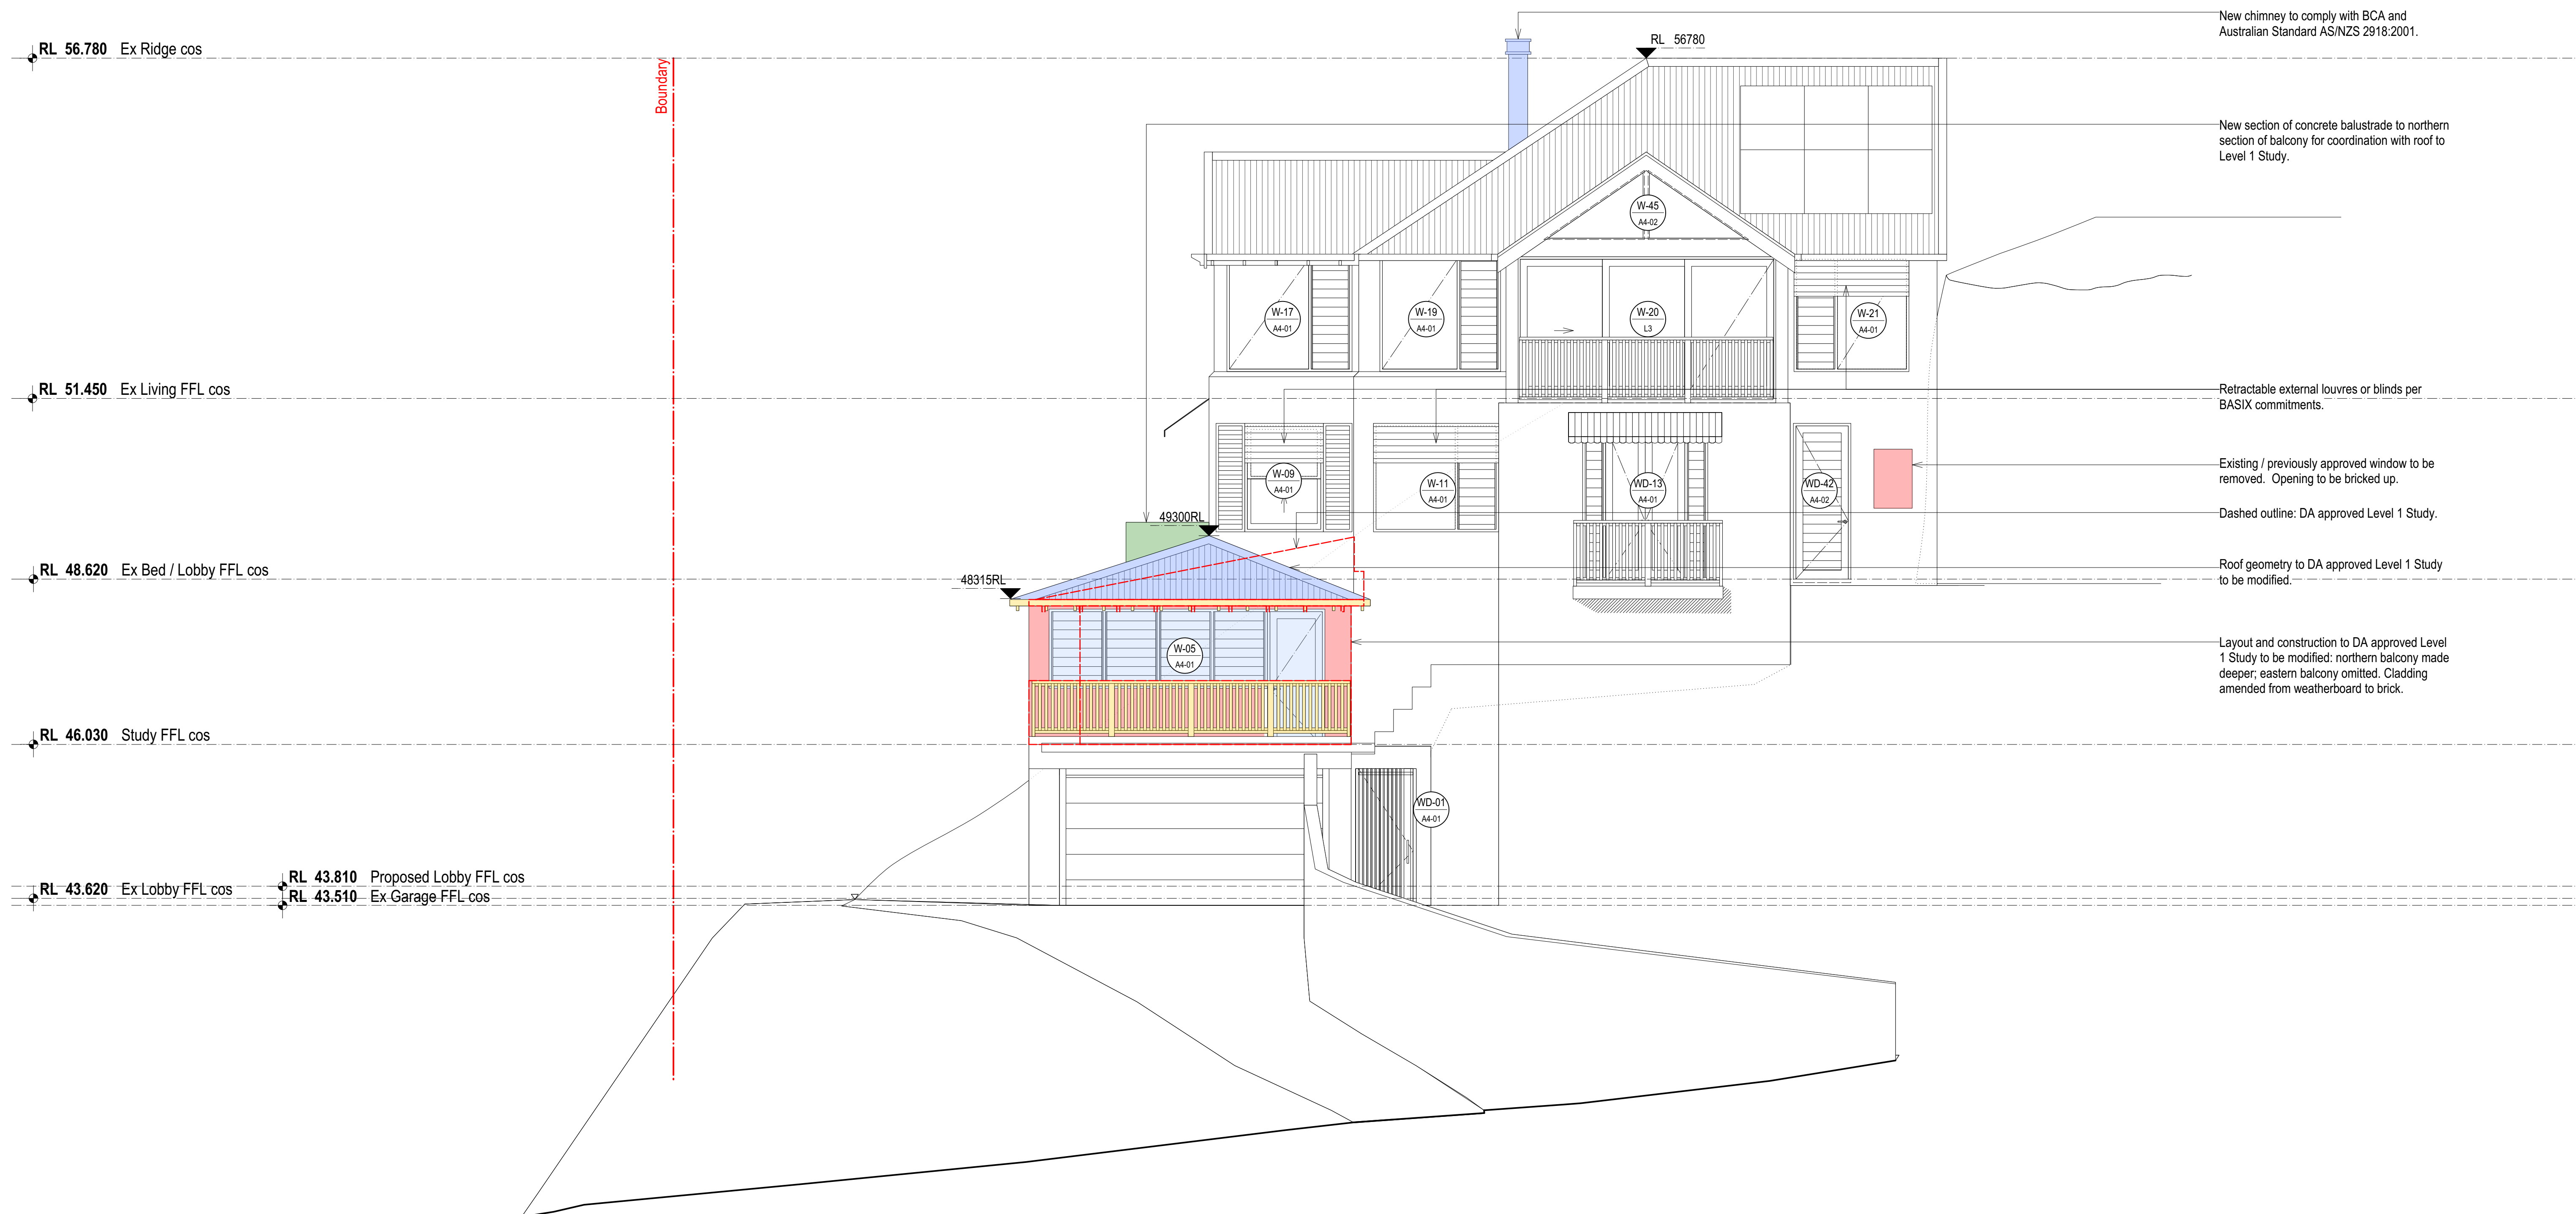 New chimney to comply with BCA and
Australian Standard AS/NZS 2918:2001.
RL 56.780 Ex Ridge cos
RL 56780
Boundary
New section of concrete balustrade to northern
section of balcony for coordination with roof to
Level 1 Study.
W-45
A4-02
W-17
A4-01
W-19
A4-01
W-20
L3
W-21
A4-01
RL 51.450 Ex Living FFL cos
Retractable external louvres or blinds per
BASIX commitments.
W-09
A4-01
W-11
A4-01
WD-13
A4-01
WD-42
A4-02
Existing / previously approved window to be
removed. Opening to be bricked up.
49300RL
Dashed outline: DA approved Level 1 Study.
RL 48.620 Ex Bed / Lobby FFL cos
48315RL
Roof geometry to DA approved Level 1 Study
to be modified.
W-05
A4-01
Layout and construction to DA approved Level
1 Study to be modified: northern balcony made
deeper; eastern balcony omitted. Cladding
amended from weatherboard to brick.
RL 46.030 Study FFL cos
WD-01
A4-01
RL 43.810 Proposed Lobby FFL cos
RL 43.620 Ex Lobby FFL cos
RL 43.510 Ex Garage FFL cos